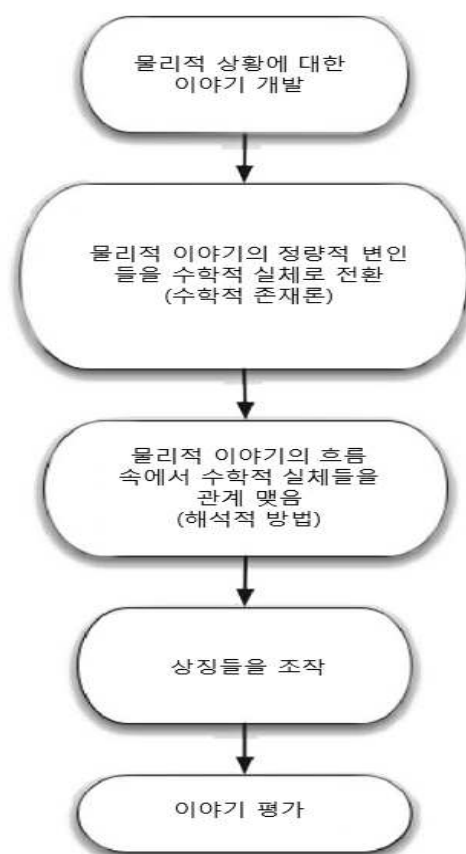 물리적 상황에 대한
이야기 개발
물리적 이야기의 정량적 변인
들을 수학적 실체로 전환
(수학적 존재론)
물리적 이야기의 흐름
속에서 수학적 실체들을
관계 맺음
(해석적 방법)
상징들을 조작
이야기 평가